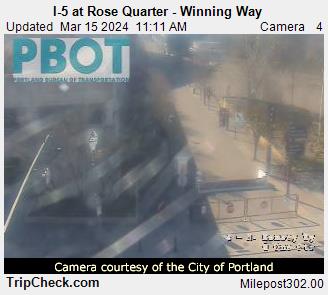 I-5 at Rose Quarter - Winning Way
Updated Mar 15 2024 11:11 AM Camera 4
PBOT
PORTLAND BUREAU OF TRANSPORTATION
Camera courtesy of the City of Portland
TripCheck.com Milepost302.00